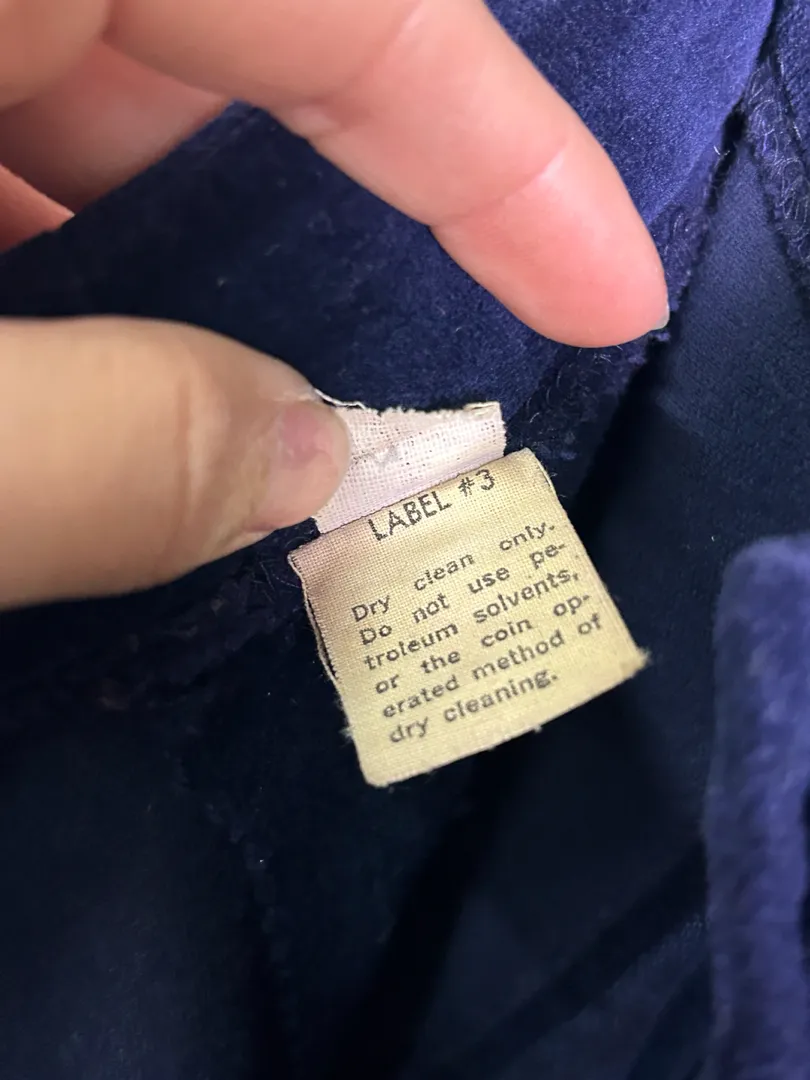 LABEL #3
Dry clean only.
Do not use pe-
troleum solvents,
or the coin op-
erated method of
dry cleaning.